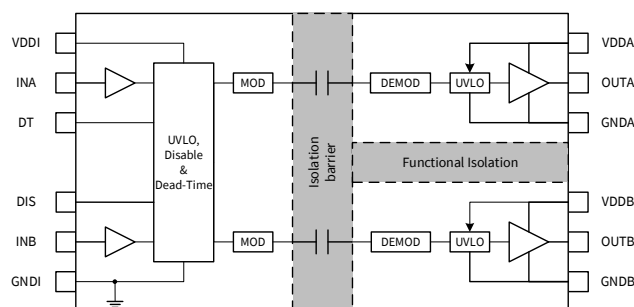 VDDI
INA
DT
DIS
INB
GNDI
UVLO,
Disable
&
Dead-Time
MOD
MOD
Isolation
barrier
DEMOD
UVLO
Functional Isolation
DEMOD
UVLO
VDDA
OUTA
GNDA
VDDB
OUTB
GNDB